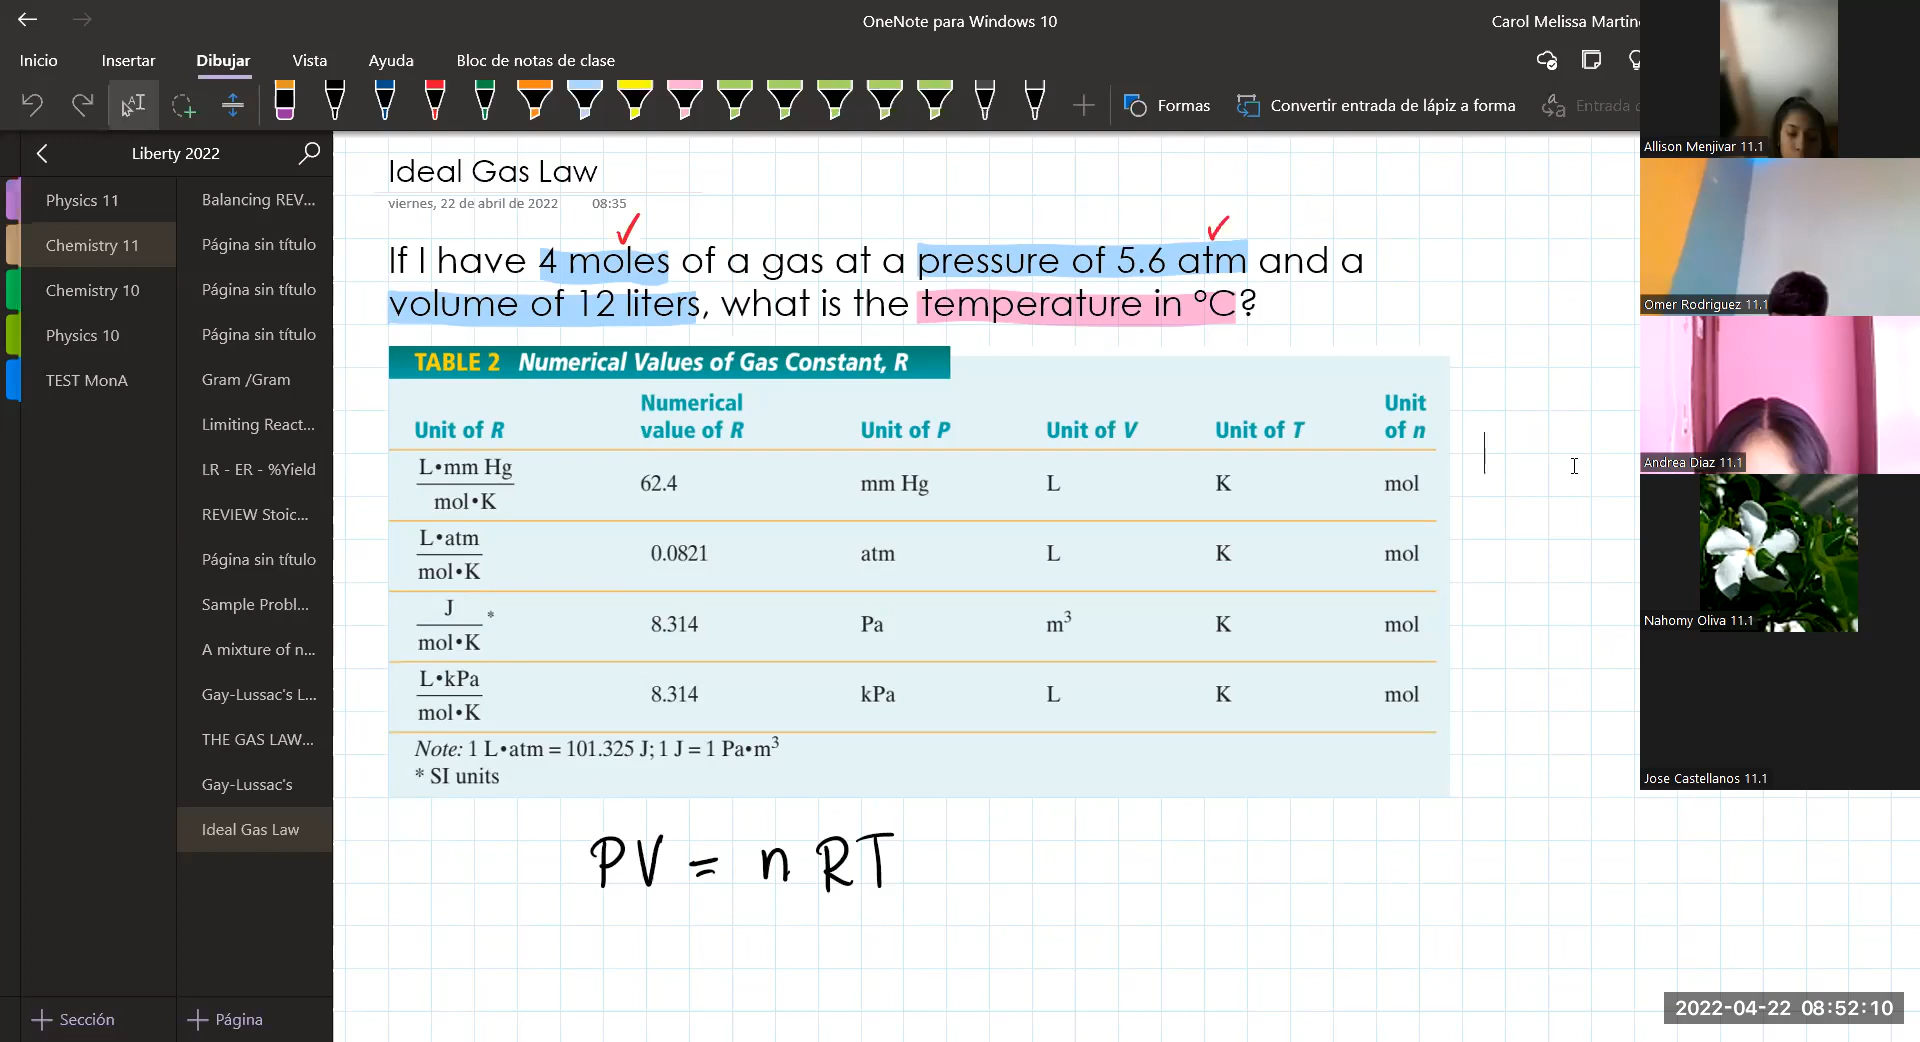 OneNote para Windows 10
Carol Melissa Martin
Inicio
Insertar
Dibujar
Vista
Ayuda
Bloc de notas de clase
Formas
Convertir entrada de lápiz a forma
Entrada
Liberty 2022
Physics 11
Chemistry 11
Chemistry 10
Physics 10
TEST MonA
Balancing REV...
Página sin título
Página sin título
Página sin título
Gram /Gram
Limiting React...
LR - ER - %Yield
REVIEW Stoic...
Página sin título
Sample Probl...
A mixture of n...
Gay-Lussac's L...
THE GAS LAW...
Gay-Lussac's
Ideal Gas Law
Sección
Página
Ideal Gas Law
viernes, 22 de abril de 2022 08:35
If I have 4 moles of a gas at a pressure of 5.6 atm and a
volume of 12 liters, what is the temperature in °C?
TABLE 2 Numerical Values of Gas Constant, R
Unit of R Numerical value of R Unit of P Unit of V Unit of T Unit of n
L•mm Hg / mol•K 62.4 mm Hg L K mol
L•atm / mol•K 0.0821 atm L K mol
J / mol•K * 8.314 Pa m³ K mol
L•kPa / mol•K 8.314 kPa L K mol
Note: 1 L•atm = 101.325 J; 1 J = 1 Pa•m³
* SI units
PV = n RT
Allison Menjivar 11.1
Omer Rodriguez 11.1
Andrea Diaz 11.1
Nahomy Oliva 11.1
Jose Castellanos 11.1
2022-04-22 08:52:10